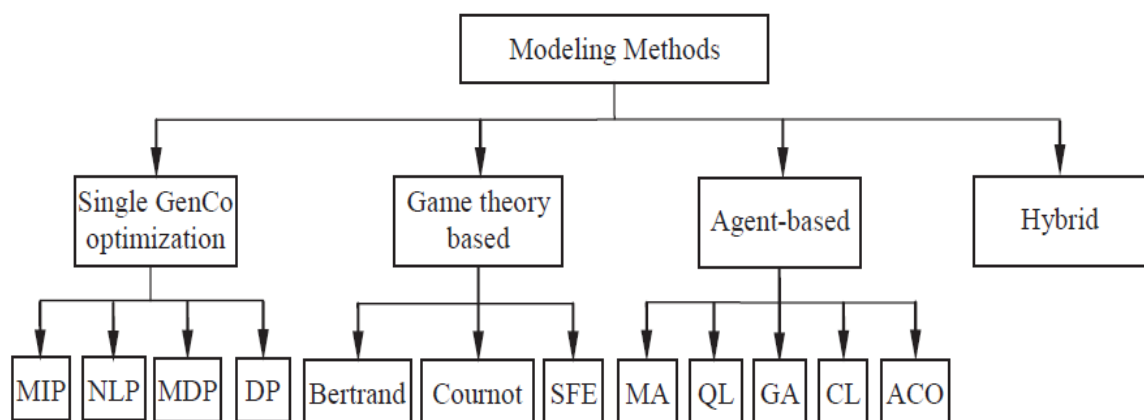 Modeling Methods
Single GenCo
optimization
Game theory
based
Agent-based
Hybrid
MIP
NLP
MDP
DP
Bertrand
Cournot
SFE
MA
QL
GA
CL
ACO